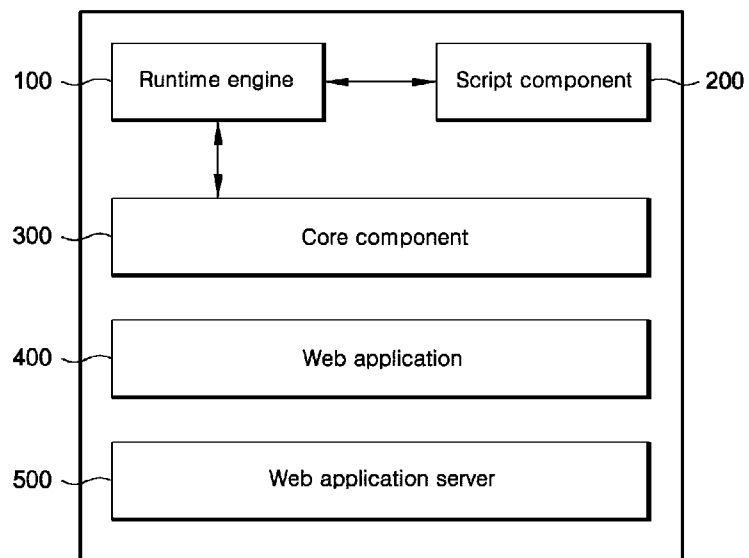 100 Runtime engine Script component 200
300 Core component
400 Web application
500 Web application server